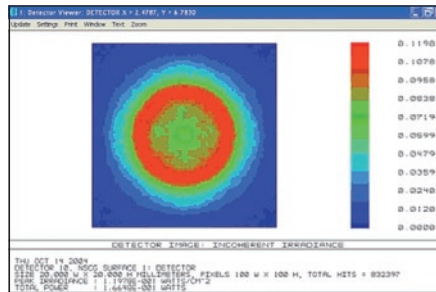 1: Detector Viewer: DETECTOR X = 2.4787, Y = 6.7830
Update Settings Print Window Text Zoom
0.1198
0.1078
0.0958
0.0838
0.0719
0.0599
0.0479
0.0359
0.0240
0.0120
0.0000
DETECTOR IMAGE: INCOHERENT IRRADIANCE
THU OCT 14 2004
DETECTOR 10, NSCG SURFACE 1: DETECTOR
SIZE 20.000 W X 20.000 H MILLIMETERS, PIXELS 100 W X 100 H, TOTAL HITS = 832397
PEAK IRRADIANCE : 1.1978E-001 WATTS/CM^2
TOTAL POWER : 1.6640E-001 WATTS